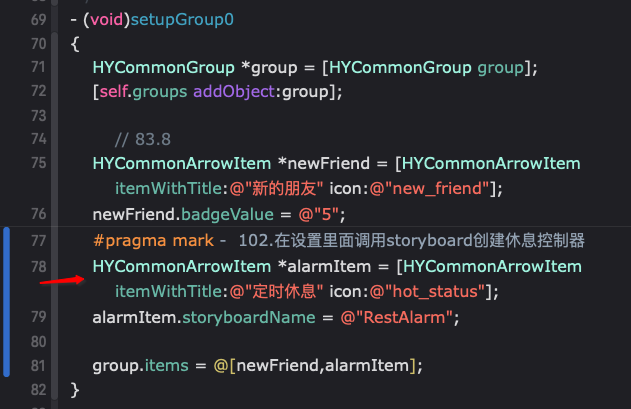 69 - (void)setupGroup0
70 {
71 HYCommonGroup *group = [HYCommonGroup group];
72 [self.groups addObject:group];
73
74 // 83.8
75 HYCommonArrowItem *newFriend = [HYCommonArrowItem
itemWithTitle:@"新的朋友" icon:@"new_friend"];
76 newFriend.badgeValue = @"5";
77 #pragma mark - 102.在设置里面调用storyboard创建休息控制器
78 HYCommonArrowItem *alarmItem = [HYCommonArrowItem
itemWithTitle:@"定时休息" icon:@"hot_status"];
79 alarmItem.storyboardName = @"RestAlarm";
80
81 group.items = @[newFriend,alarmItem];
82 }